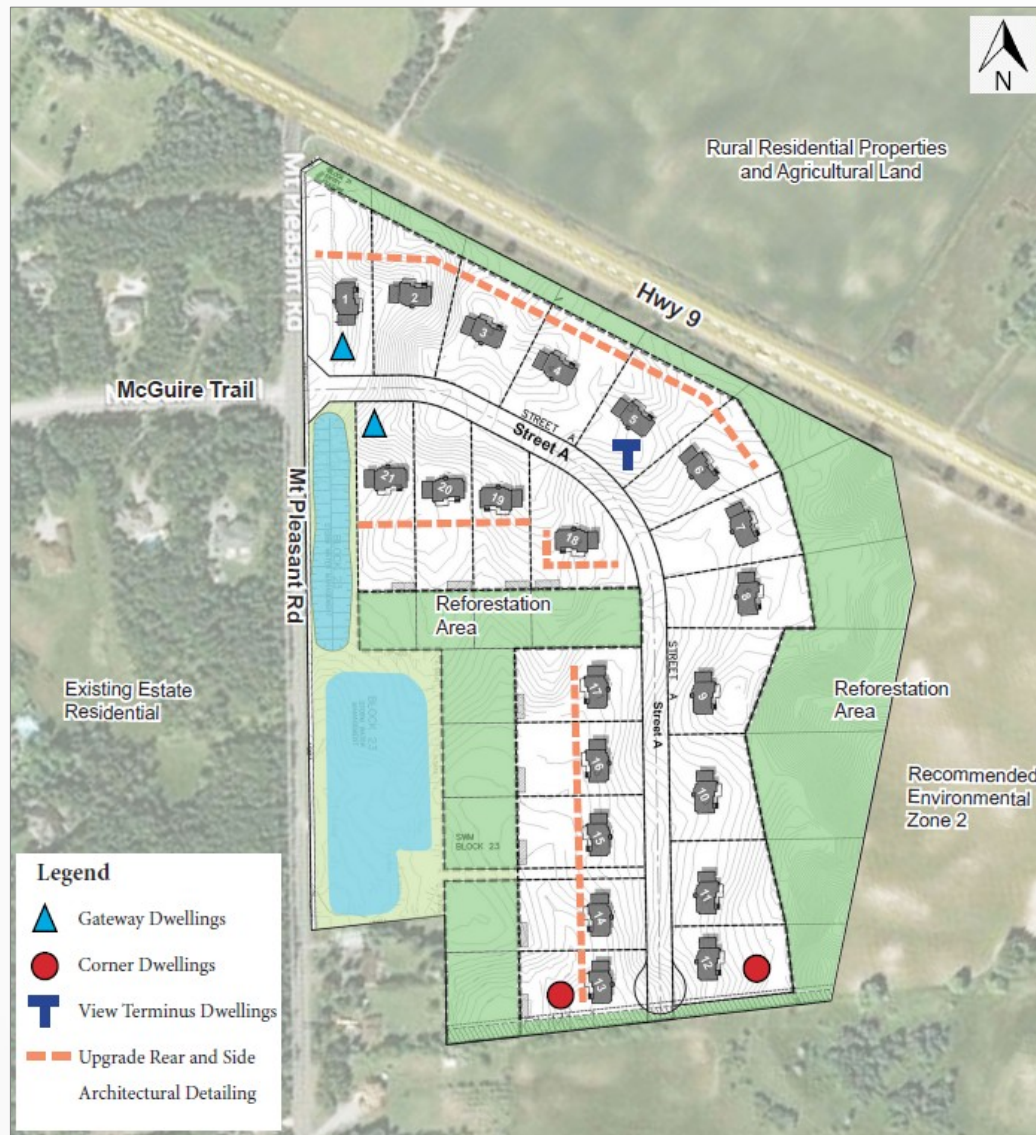 N
Rural Residential Properties
and Agricultural Land
Mt Pleasant Rd
Hwy 9
McGuire Trail
1
2
3
4
5
6
7
8
STREET A
Street A
21
20
19
18
Mt Pleasant Rd
Reforestation
Area
Existing Estate
Residential
BLOCK 23
STREET A
Street A
17
16
15
14
13
9
10
11
12
Reforestation
Area
Recommended
Environmental
Zone 2
SWM
BLOCK 23
Legend
Gateway Dwellings
Corner Dwellings
View Terminus Dwellings
Upgrade Rear and Side
Architectural Detailing